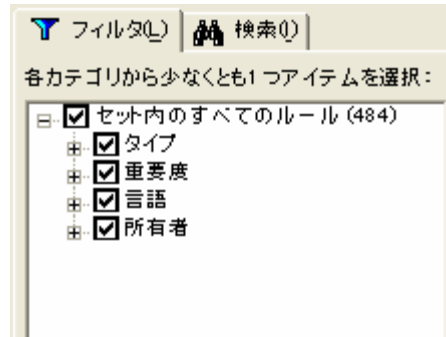 フィルタ(L) 検索(I)
各カテゴリから少なくとも1つアイテムを選択:
セット内のすべてのルール (484)
タイプ
重要度
言語
所有者